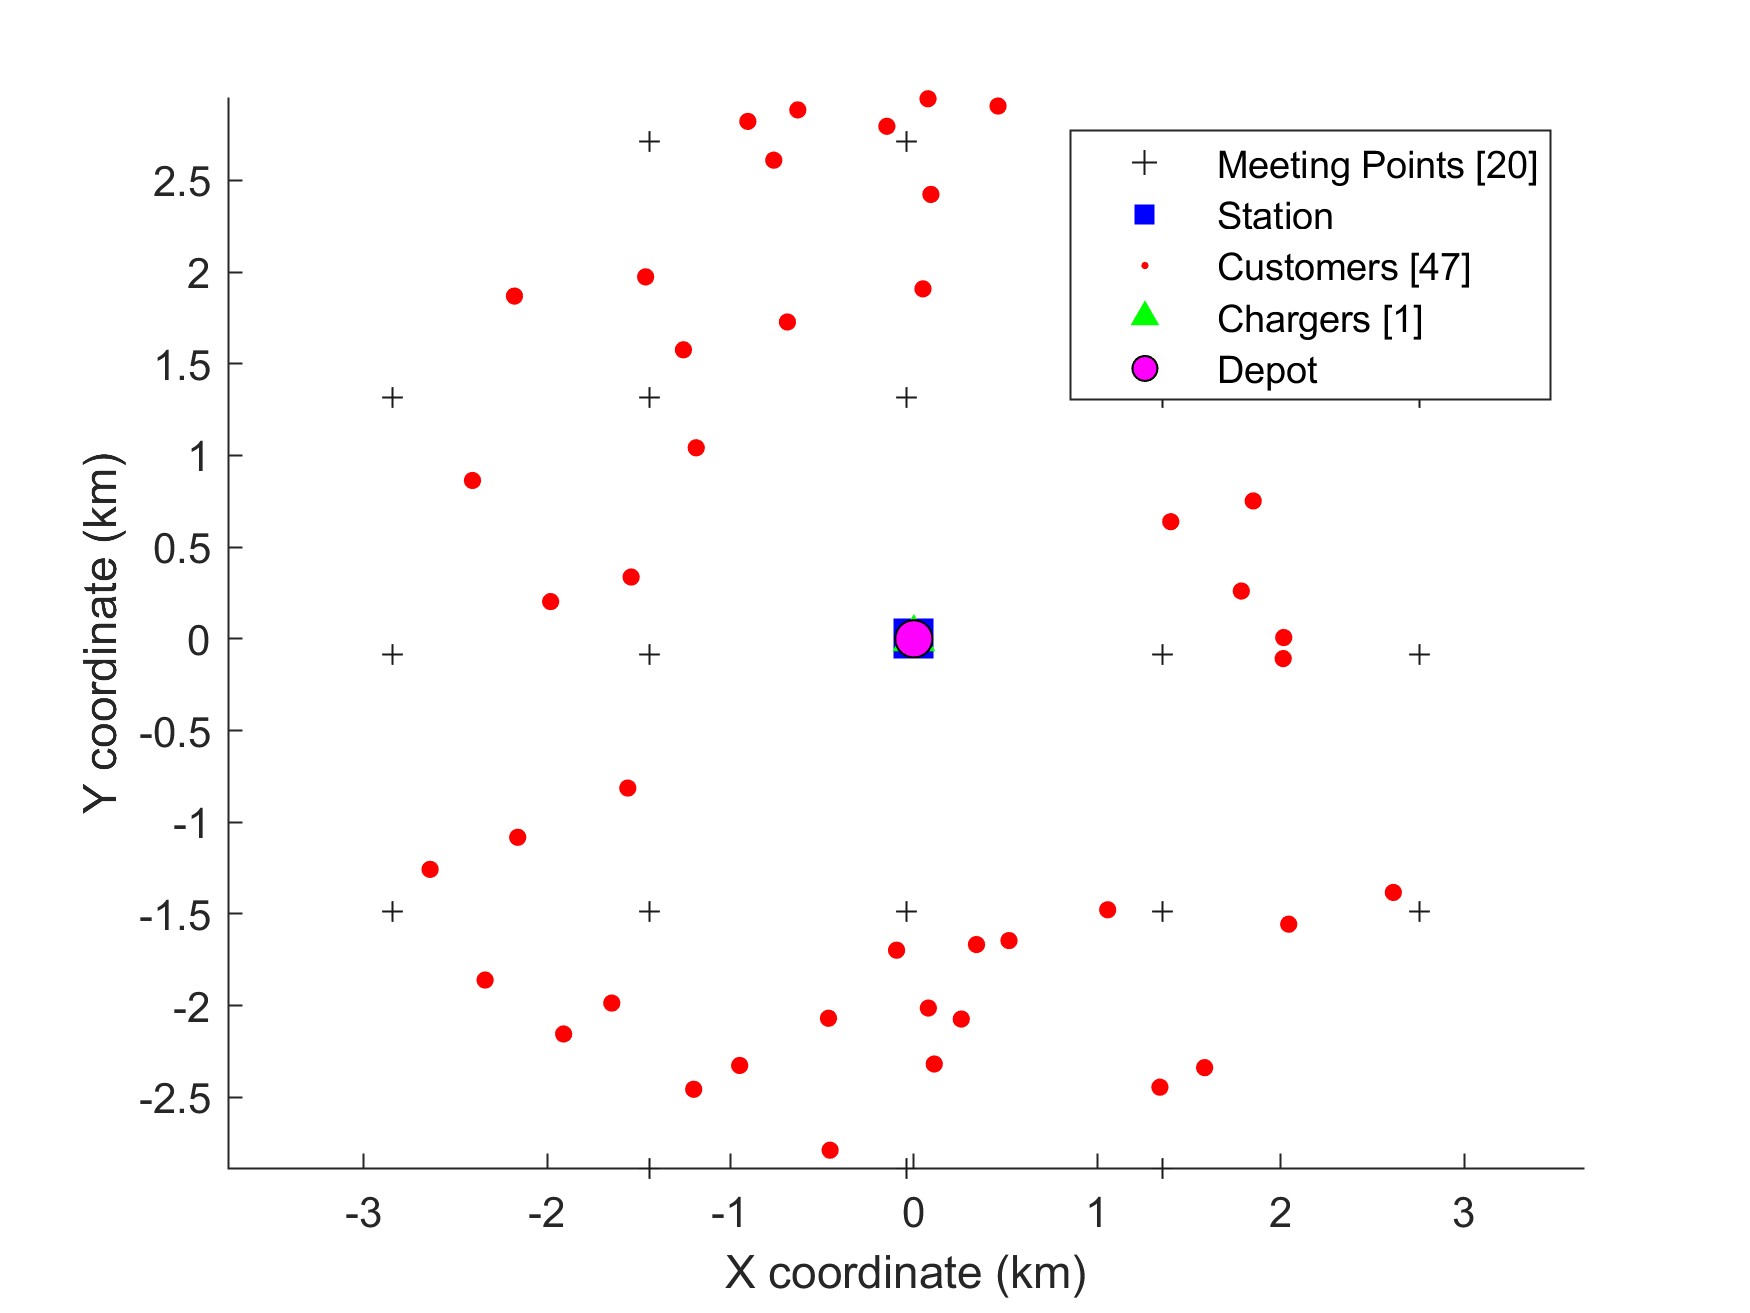 Meeting Points [20]
Station
Customers [47]
Chargers [1]
Depot
2.5
2
1.5
1
0.5
0
-0.5
-1
-1.5
-2
-2.5
Y coordinate (km)
-3 -2 -1 0 1 2 3
X coordinate (km)